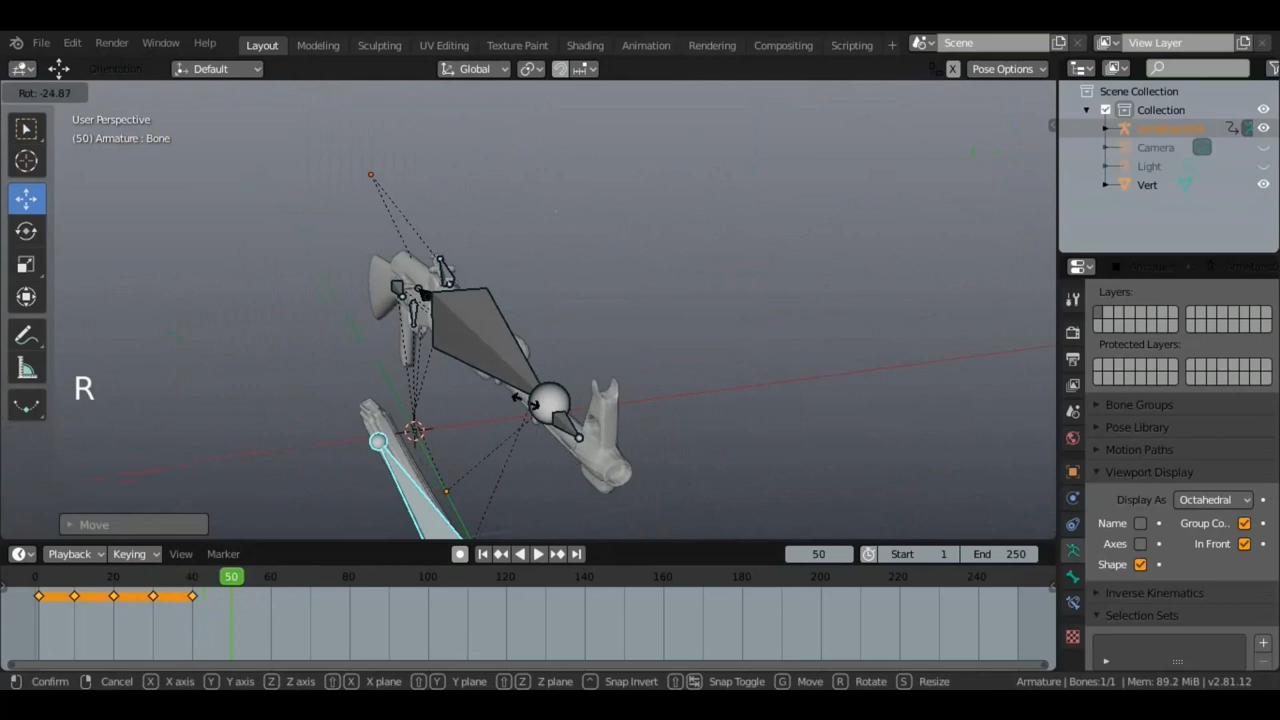 File Edit Render Window Help Layout Modeling Sculpting UV Editing Texture Paint Shading Animation Rendering Compositing Scripting + Scene View Layer
Orientation Default Global X Pose Options
Rot: -24.87
User Perspective
(50) Armature : Bone
Scene Collection
Collection
Camera
Light
Vert
Layers:
Protected Layers:
Bone Groups
Pose Library
Motion Paths
Viewport Display
Display As Octahedral
Name Group Co..
Axes In Front
Shape
Inverse Kinematics
Selection Sets
R
Move
Playback Keying View Marker 50 Start 1 End 250
0 20 40 50 60 80 100 120 140 160 180 200 220 240
Confirm Cancel X X axis Y Y axis Z Z axis X X plane Y Y plane Z Z plane Snap Invert Snap Toggle G Move R Rotate S Resize Armature | Bones:1/1 | Mem: 89.2 MiB | v2.81.12